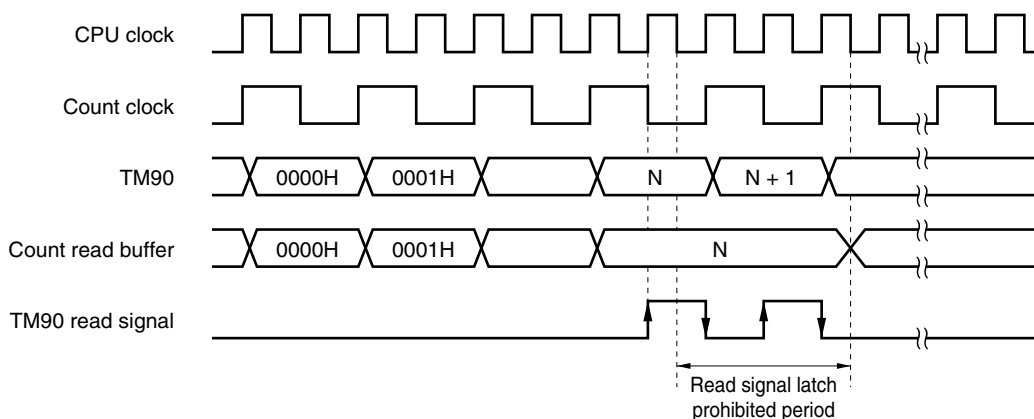 CPU clock
Count clock
TM90
0000H
0001H
N
N + 1
Count read buffer
0000H
0001H
N
TM90 read signal
Read signal latch
prohibited period